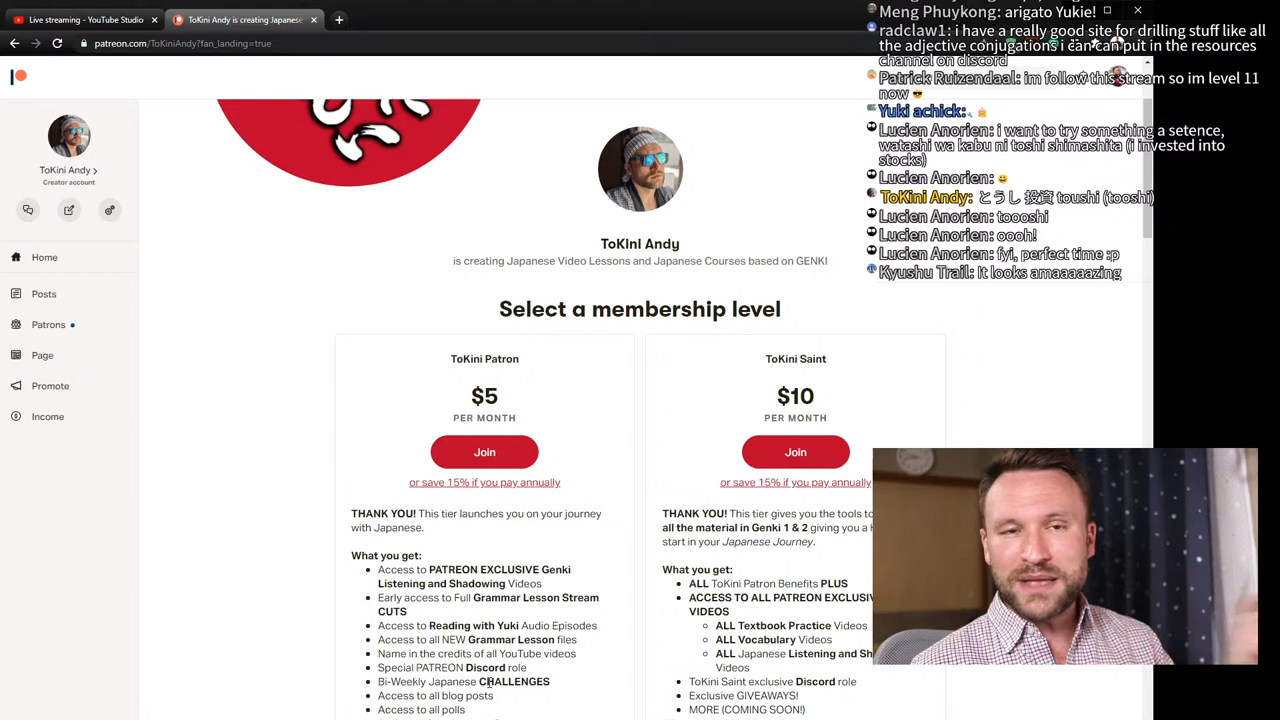 Live streaming - YouTube Studio
ToKini Andy is creating Japanese
patreon.com/ToKiniAndy?fan_landing=true
Meng Phuykong: arigato Yukie!
radclaw1: i have a really good site for drilling stuff like all
the adjective conjugations i can can put in the resources
channel on discord
Patrick Ruizendaal: im follow this stream so im level 11
now
Yuki achick:
Lucien Anorien: i want to try something a setence,
watashi wa kabu ni toshi shimashita (i invested into
stocks)
Lucien Anorien:
ToKini Andy: とうし 投資 toushi (tooshi)
Lucien Anorien: toooshi
Lucien Anorien: oooh!
Lucien Anorien: fyi, perfect time :p
Kyushu Trail: It looks amaaaaazing
ToKini Andy
Creator account
Home
Posts
Patrons
Page
Promote
Income
ToKini Andy
is creating Japanese Video Lessons and Japanese Courses based on GENKI
Select a membership level
ToKini Patron
$5
PER MONTH
Join
or save 15% if you pay annually
THANK YOU! This tier launches you on your journey
with Japanese.
What you get:
Access to PATREON EXCLUSIVE Genki
Listening and Shadowing Videos
Early access to Full Grammar Lesson Stream
CUTS
Access to Reading with Yuki Audio Episodes
Access to all NEW Grammar Lesson files
Name in the credits of all YouTube videos
Special PATREON Discord role
Bi-Weekly Japanese CHALLENGES
Access to all blog posts
Access to all polls
ToKini Saint
$10
PER MONTH
Join
or save 15% if you pay annually
THANK YOU! This tier gives you the tools to
all the material in Genki 1 & 2 giving you a
start in your Japanese Journey.
What you get:
ALL ToKini Patron Benefits PLUS
ACCESS TO ALL PATREON EXCLUSIV
VIDEOS
ALL Textbook Practice Videos
ALL Vocabulary Videos
ALL Japanese Listening and Sh
Videos
ToKini Saint exclusive Discord role
Exclusive GIVEAWAYS!
MORE (COMING SOON!)